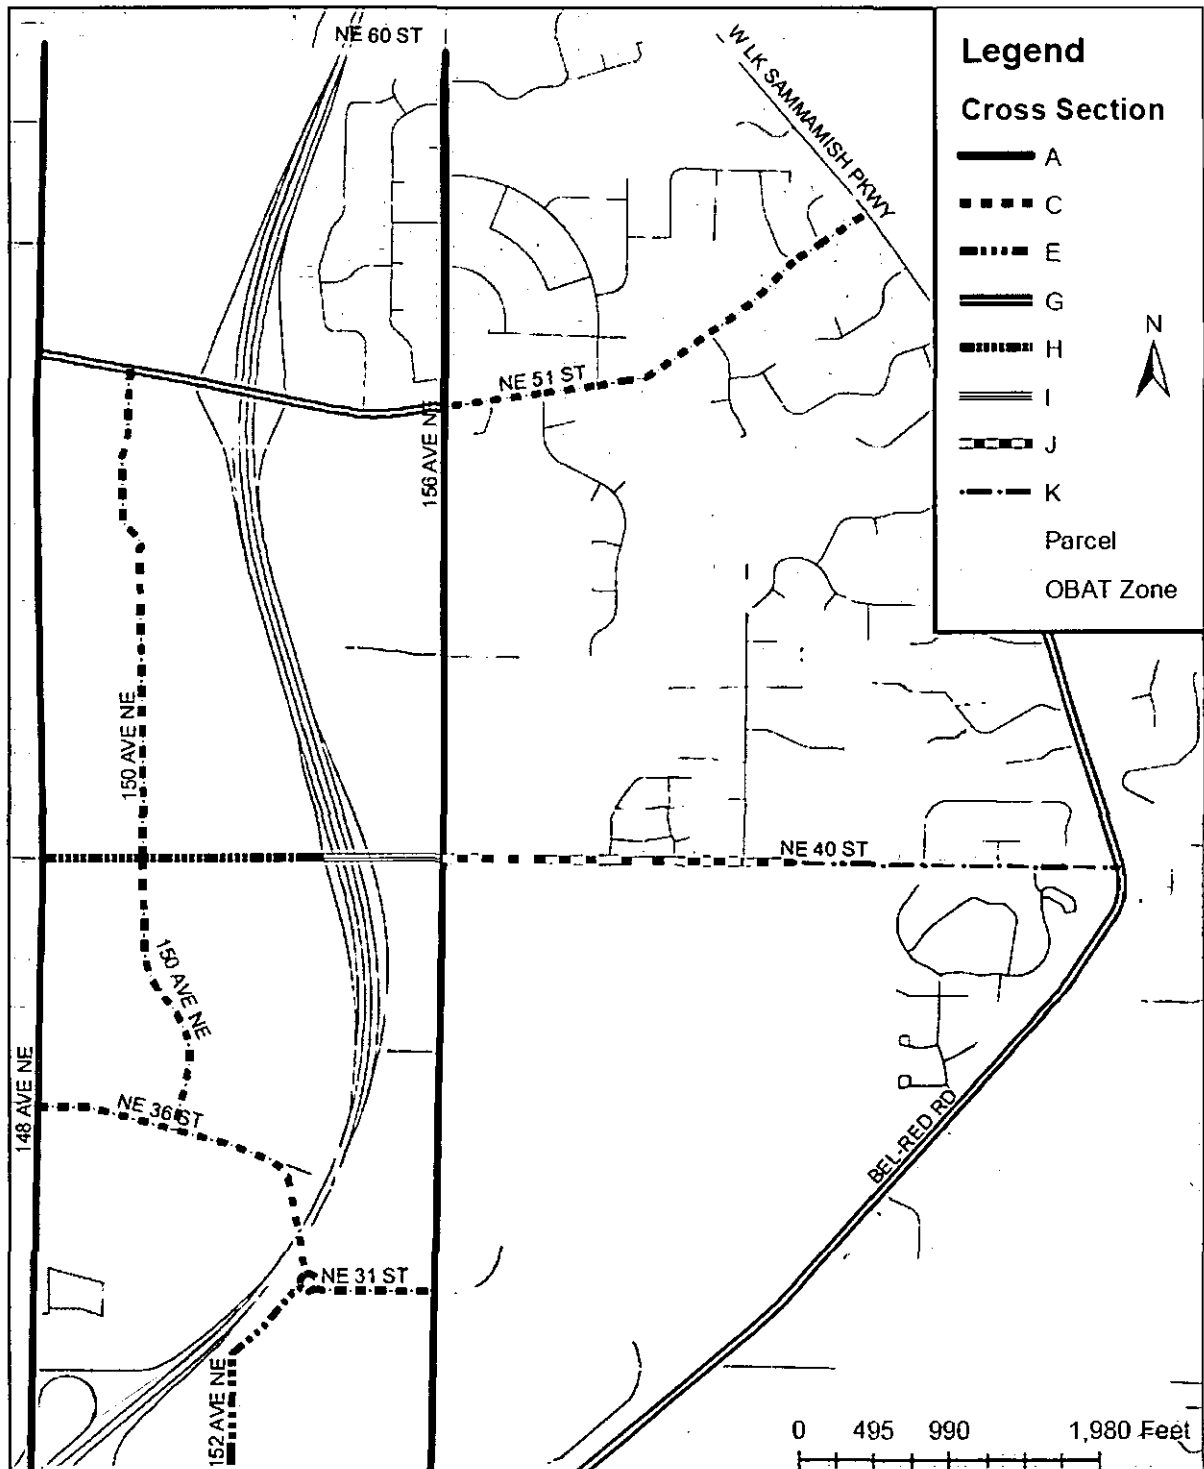 NE 60 ST
W LK SAMMAMISH PKWY
Legend
Cross Section
A
C
E
G
H
I
J
K
Parcel
OBAT Zone
N
NE 51 ST
156 AVE NE
150 AVE NE
NE 40 ST
150 AVE NE
148 AVE NE
NE 36 ST
BEL-RED RD
NE 31 ST
152 AVE NE
0 495 990 1,980 Feet